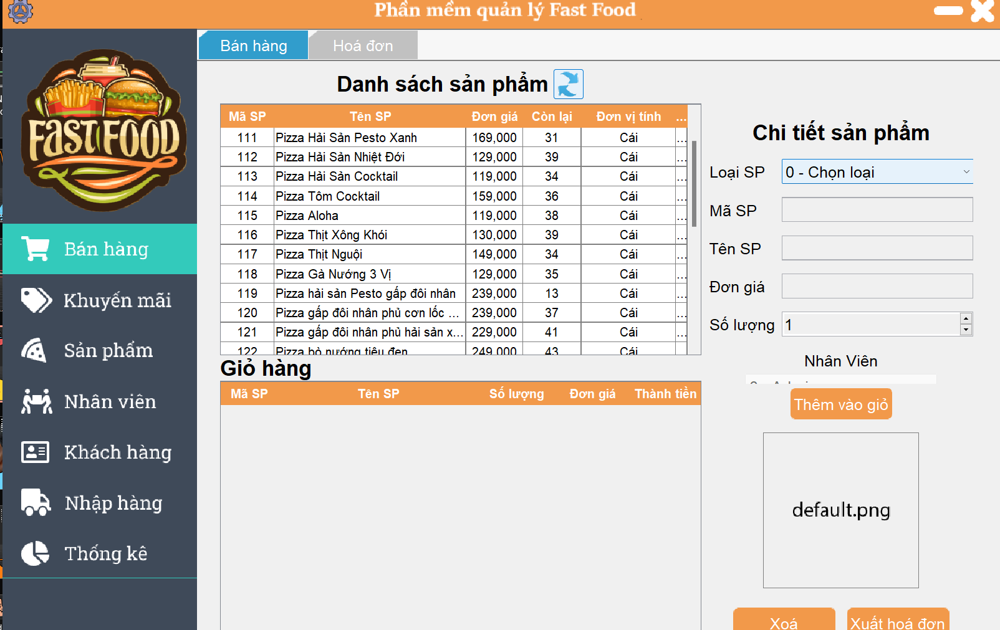 Phần mềm quản lý Fast Food
FAST FOOD
Bán hàng
Khuyến mãi
Sản phẩm
Nhân viên
Khách hàng
Nhập hàng
Thống kê
Bán hàng Hoá đơn
Danh sách sản phẩm
Mã SP Tên SP Đơn giá Còn lại Đơn vị tính ...
111 Pizza Hải Sản Pesto Xanh 169,000 31 Cái ...
112 Pizza Hải Sản Nhiệt Đới 129,000 39 Cái ...
113 Pizza Hải Sản Cocktail 119,000 34 Cái ...
114 Pizza Tôm Cocktail 159,000 36 Cái ...
115 Pizza Aloha 119,000 38 Cái ...
116 Pizza Thịt Xông Khói 130,000 39 Cái ...
117 Pizza Thịt Nguội 149,000 34 Cái ...
118 Pizza Gà Nướng 3 Vị 129,000 35 Cái ...
119 Pizza hải sản Pesto gấp đôi nhân 239,000 13 Cái ...
120 Pizza gấp đôi nhân phủ cơn lốc ... 239,000 37 Cái ...
121 Pizza gấp đôi nhân phủ hải sản x... 229,000 41 Cái ...
122 Pizza bò nướng tiêu đen 249,000 43 Cái
Giỏ hàng
Mã SP Tên SP Số lượng Đơn giá Thành tiền
Chi tiết sản phẩm
Loại SP 0 - Chọn loại
Mã SP
Tên SP
Đơn giá
Số lượng 1
Nhân Viên
Thêm vào giỏ
default.png
Xoá Xuất hoá đơn